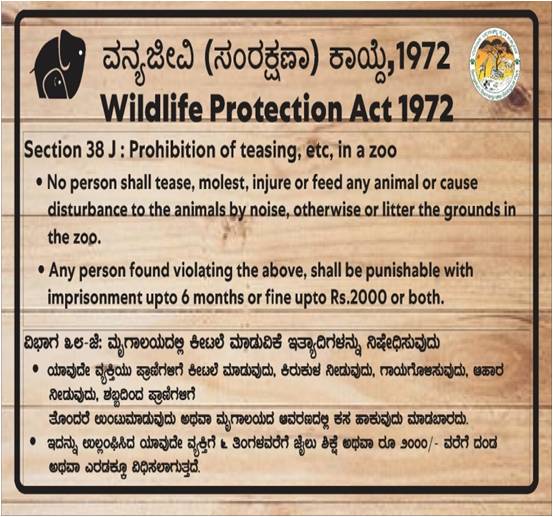 ವನ್ಯಜೀವಿ (ಸಂರಕ್ಷಣಾ) ಕಾಯ್ದೆ,1972
Wildlife Protection Act 1972
Section 38 J : Prohibition of teasing, etc, in a zoo
• No person shall tease, molest, injure or feed any animal or cause
disturbance to the animals by noise, otherwise or litter the grounds in
the zoo.
• Any person found violating the above, shall be punishable with
imprisonment upto 6 months or fine upto Rs.2000 or both.
ವಿಭಾಗ ೩೮-ಜೆ: ಮೃಗಾಲಯದಲ್ಲಿ ಕೀಟಲೆ ಮಾಡುವಿಕೆ ಇತ್ಯಾದಿಗಳನ್ನು ನಿಷೇಧಿಸುವುದು
• ಯಾವುದೇ ವ್ಯಕ್ತಿಯು ಪ್ರಾಣಿಗಳಿಗೆ ಕೀಟಲೆ ಮಾಡುವುದು, ಕಿರುಕುಳ ನೀಡುವುದು, ಗಾಯಗೊಳಿಸುವುದು, ಆಹಾರ
ನೀಡುವುದು, ಶಬ್ದದಿಂದ ಪ್ರಾಣಿಗಳಿಗೆ
ತೊಂದರೆ ಉಂಟುಮಾಡುವುದು ಅಥವಾ ಮೃಗಾಲಯದ ಆವರಣದಲ್ಲಿ ಕಸ ಹಾಕುವುದು ಮಾಡಬಾರದು.
• ಇದನ್ನು ಉಲ್ಲಂಘಿಸಿದ ಯಾವುದೇ ವ್ಯಕ್ತಿಗೆ ೬ ತಿಂಗಳವರೆಗೆ ಜೈಲು ಶಿಕ್ಷೆ ಅಥವಾ ರೂ ೨೦೦೦/- ವರೆಗೆ ದಂಡ
ಅಥವಾ ಎರಡಕ್ಕೂ ವಿಧಿಸಲಾಗುತ್ತದೆ.